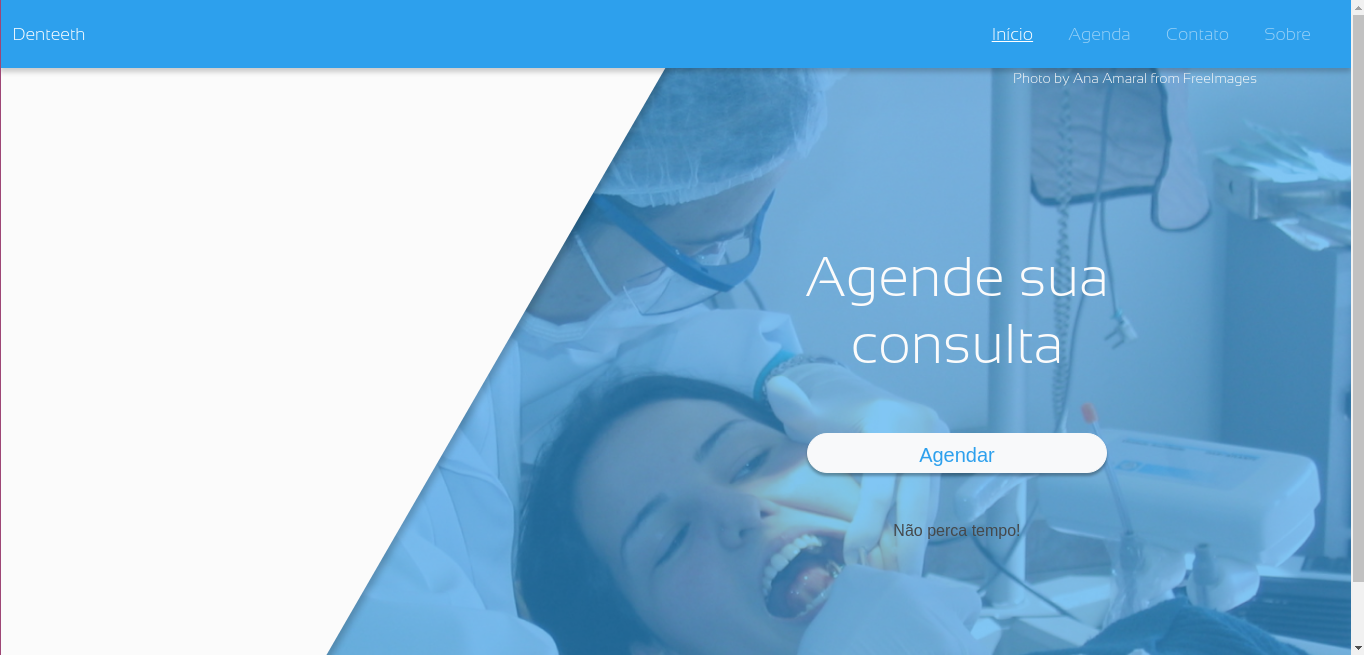 Denteeth
Início
Agenda
Contato
Sobre
Photo by Ana Amaral from FreeImages
Agende sua
consulta
Agendar
Não perca tempo!